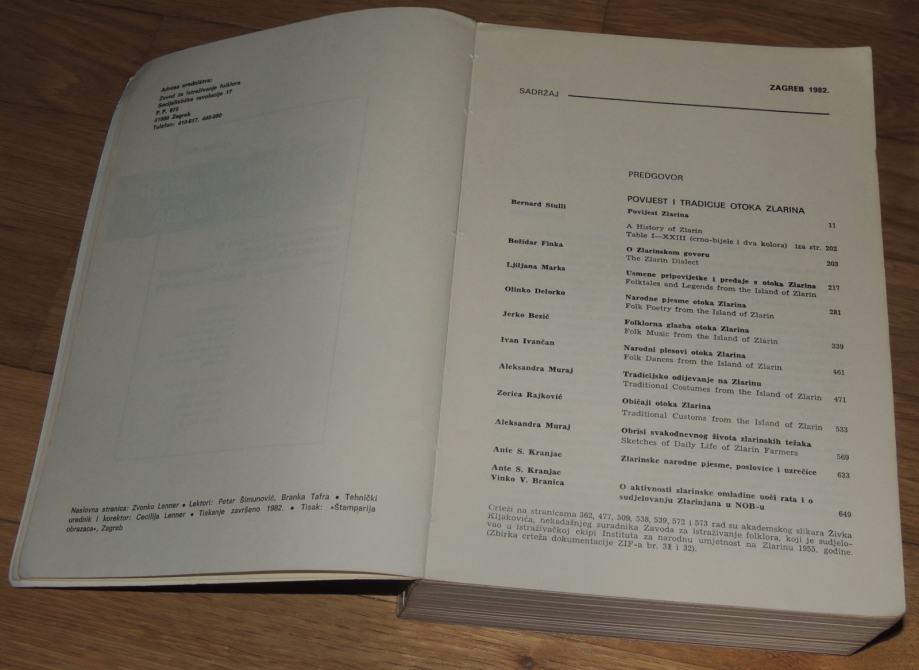 Adresa uredništva:
Zavod za istraživanje folklora
Socijalističke revolucije 17
P. P. 875
41000 Zagreb
Telefon: 410-617,
Naslovna stranica: Zvonko Lenner • Lektori: Petar Šimunović, Branka Tafra • Tehnički
urednik i korektor: Cecilija Lenner • Tiskanje završeno 1982. • Tisak: »Štamparija
obrazaca«, Zagreb
SADRŽAJ
ZAGREB 1982.
PREDGOVOR
POVIJEST I TRADICIJE OTOKA ZLARINA
Bernard Stulli Povijest Zlarina 11
A History of Zlarin
Table I—XXIII (crno-bijele i dva kolora) iza str. 202
Božidar Finka O Zlarinskom govoru 203
The Zlarin Dialect
Ljiljana Marks Usmene pripovijetke i predaje s otoka Zlarina 217
Folktales and Legends from the Island of Zlarin
Olinko Delorko Narodne pjesme otoka Zlarina 281
Folk Poetry from the Island of Zlarin
Jerko Bezić Folklorna glazba otoka Zlarina 339
Folk Music from the Island of Zlarin
Ivan Ivančan Narodni plesovi otoka Zlarina 461
Folk Dances from the Island of Zlarin
Aleksandra Muraj Tradicijsko odijevanje na Zlarinu 471
Traditional Costumes from the Island of Zlarin
Zorica Rajković Običaji otoka Zlarina 533
Traditional Customs from the Island of Zlarin
Aleksandra Muraj Obrisi svakodnevnog života zlarinskih težaka 569
Sketches of Daily Life of Zlarin Farmers
Ante S. Kranjac Zlarinske narodne pjesme, poslovice i uzrečice 633
Ante S. Kranjac
Vinko V. Branica O aktivnosti zlarinske omladine uoči rata i o
sudjelovanju Zlarinjana u NOB-u 649
Crteži na stranicama 362, 477, 509, 538, 539, 572 i 573 rad su akademskog slikara Živka
Kljakovića, nekadašnjeg suradnika Zavoda za istraživanje folklora, koji je sudjelo-
vao u istraživačkoj ekipi Instituta za narodnu umjetnost na Zlarinu 1955. godine.
(Zbirka crteža dokumentacije ZIF-a br. 31 i 32).